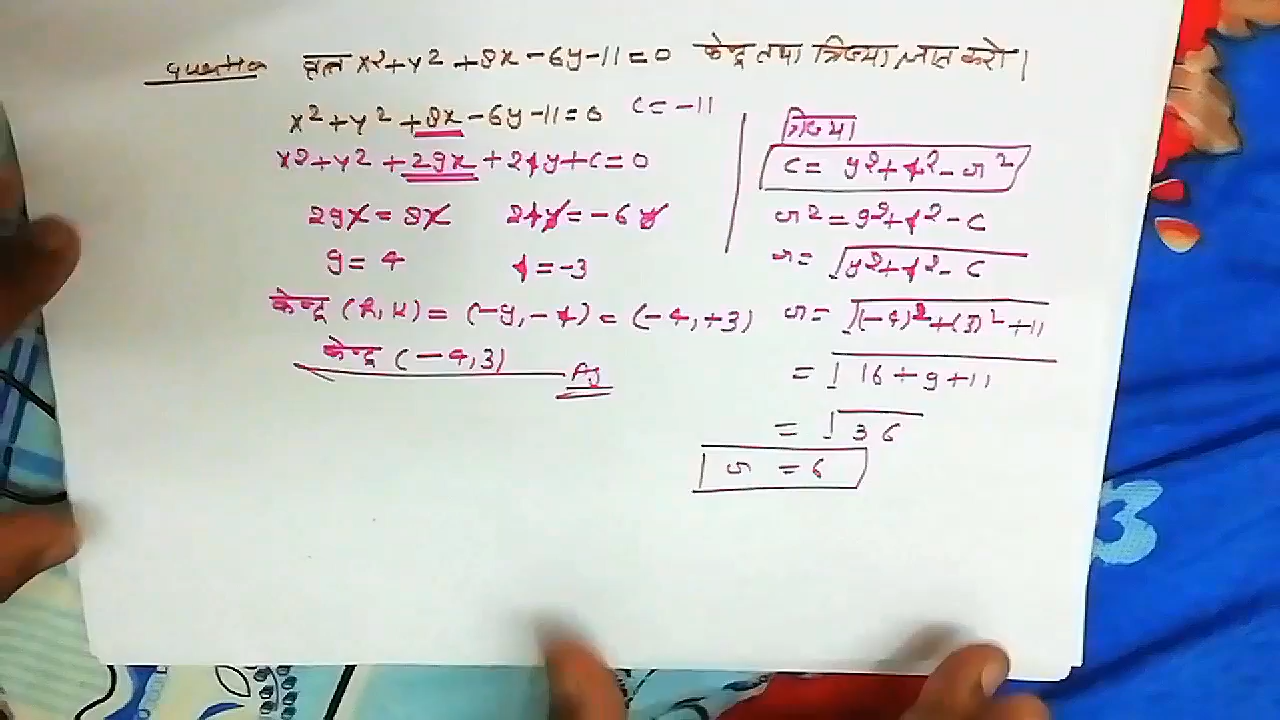 Question वृत्त x²+y²+8x-6y-11=0 केन्द्र तथा त्रिज्या ज्ञात करो।
x²+y²+8x-6y-11=0 c=-11
x²+y²+2gx+2fy+c=0
2gx=8x 2fy=-6y
g=4 f=-3
केन्द्र (h,k)=(-g,-f)=(-4,+3)
केन्द्र (-4,3)
त्रिज्या
c=g²+f²-r²
r²=g²+f²-c
r=√g²+f²-c
r=√(-4)²+(3)²+11
=√16+9+11
=√36
r=6
3